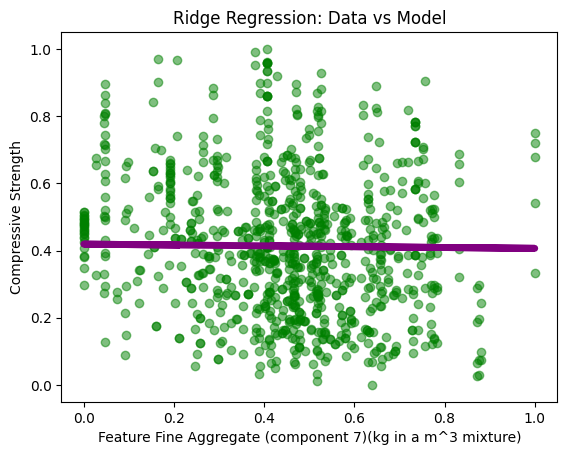 Ridge Regression: Data vs Model
Compressive Strength
1.0
0.8
0.6
0.4
0.2
0.0
0.0 0.2 0.4 0.6 0.8 1.0
Feature Fine Aggregate (component 7)(kg in a m^3 mixture)